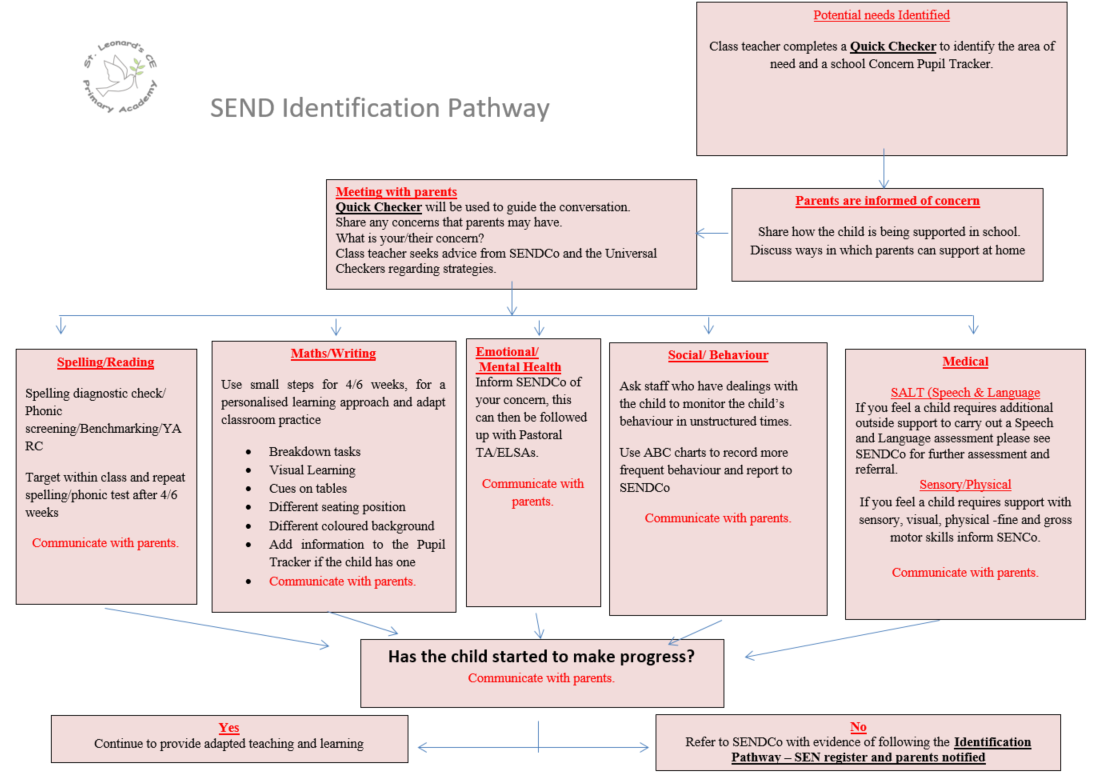 St. Leonard's CE
Primary Academy
SEND Identification Pathway
Potential needs Identified
Class teacher completes a Quick Checker to identify the area of
need and a school Concern Pupil Tracker.
Parents are informed of concern
Share how the child is being supported in school.
Discuss ways in which parents can support at home
Meeting with parents
Quick Checker will be used to guide the conversation.
Share any concerns that parents may have.
What is your/their concern?
Class teacher seeks advice from SENDCo and the Universal
Checkers regarding strategies.
Spelling/Reading
Spelling diagnostic check/
Phonic
screening/Benchmarking/YA
RC
Target within class and repeat
spelling/phonic test after 4/6
weeks
Communicate with parents.
Maths/Writing
Use small steps for 4/6 weeks, for a
personalised learning approach and adapt
classroom practice
• Breakdown tasks
• Visual Learning
• Cues on tables
• Different seating position
• Different coloured background
• Add information to the Pupil
Tracker if the child has one
• Communicate with parents.
Emotional/
Mental Health
Inform SENDCo of
your concern, this
can then be followed
up with Pastoral
TA/ELSAs.
Communicate with
parents.
Social/ Behaviour
Ask staff who have dealings with
the child to monitor the child's
behaviour in unstructured times.
Use ABC charts to record more
frequent behaviour and report to
SENDCo
Communicate with parents.
Medical
SALT (Speech & Language
If you feel a child requires additional
outside support to carry out a Speech
and Language assessment please see
SENDCo for further assessment and
referral.
Sensory/Physical
If you feel a child requires support with
sensory, visual, physical -fine and gross
motor skills inform SENCo.
Communicate with parents.
Has the child started to make progress?
Communicate with parents.
Yes
Continue to provide adapted teaching and learning
No
Refer to SENDCo with evidence of following the Identification
Pathway – SEN register and parents notified